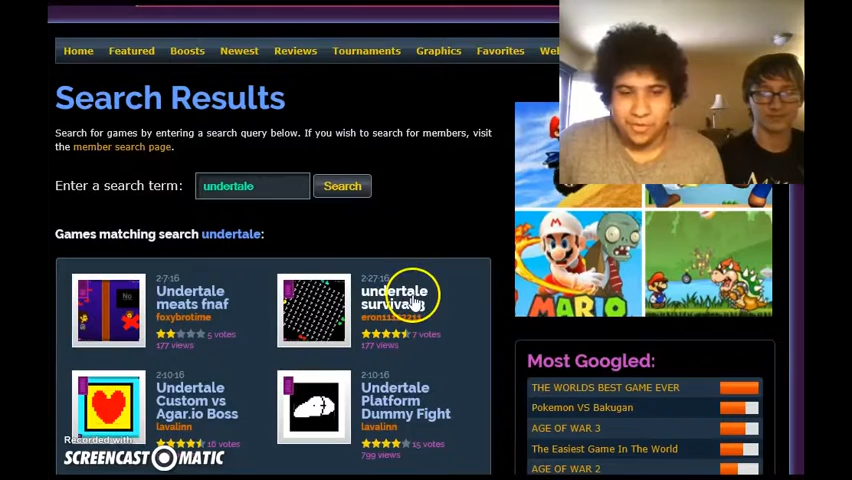 Home Featured Boosts Newest Reviews Tournaments Graphics Favorites
Search Results
Search for games by entering a search query below. If you wish to search for members, visit
the member search page.
Enter a search term: undertale Search
Games matching search undertale:
2-7-16
Undertale
meats fnaf
foxybrotime
5 votes
177 views
No
2-27-16
undertale
7 votes
177 views
2-10-16
Undertale
Custom vs
Agar.io Boss
lavalinn
16 votes
2-10-16
Undertale
Platform
Dummy Fight
lavalinn
15 votes
799 views
MARIO
Most Googled:
THE WORLDS BEST GAME EVER
Pokemon VS Bakugan
AGE OF WAR 3
The Easiest Game In The World
AGE OF WAR 2
Recorded with
SCREENCAST MATIC